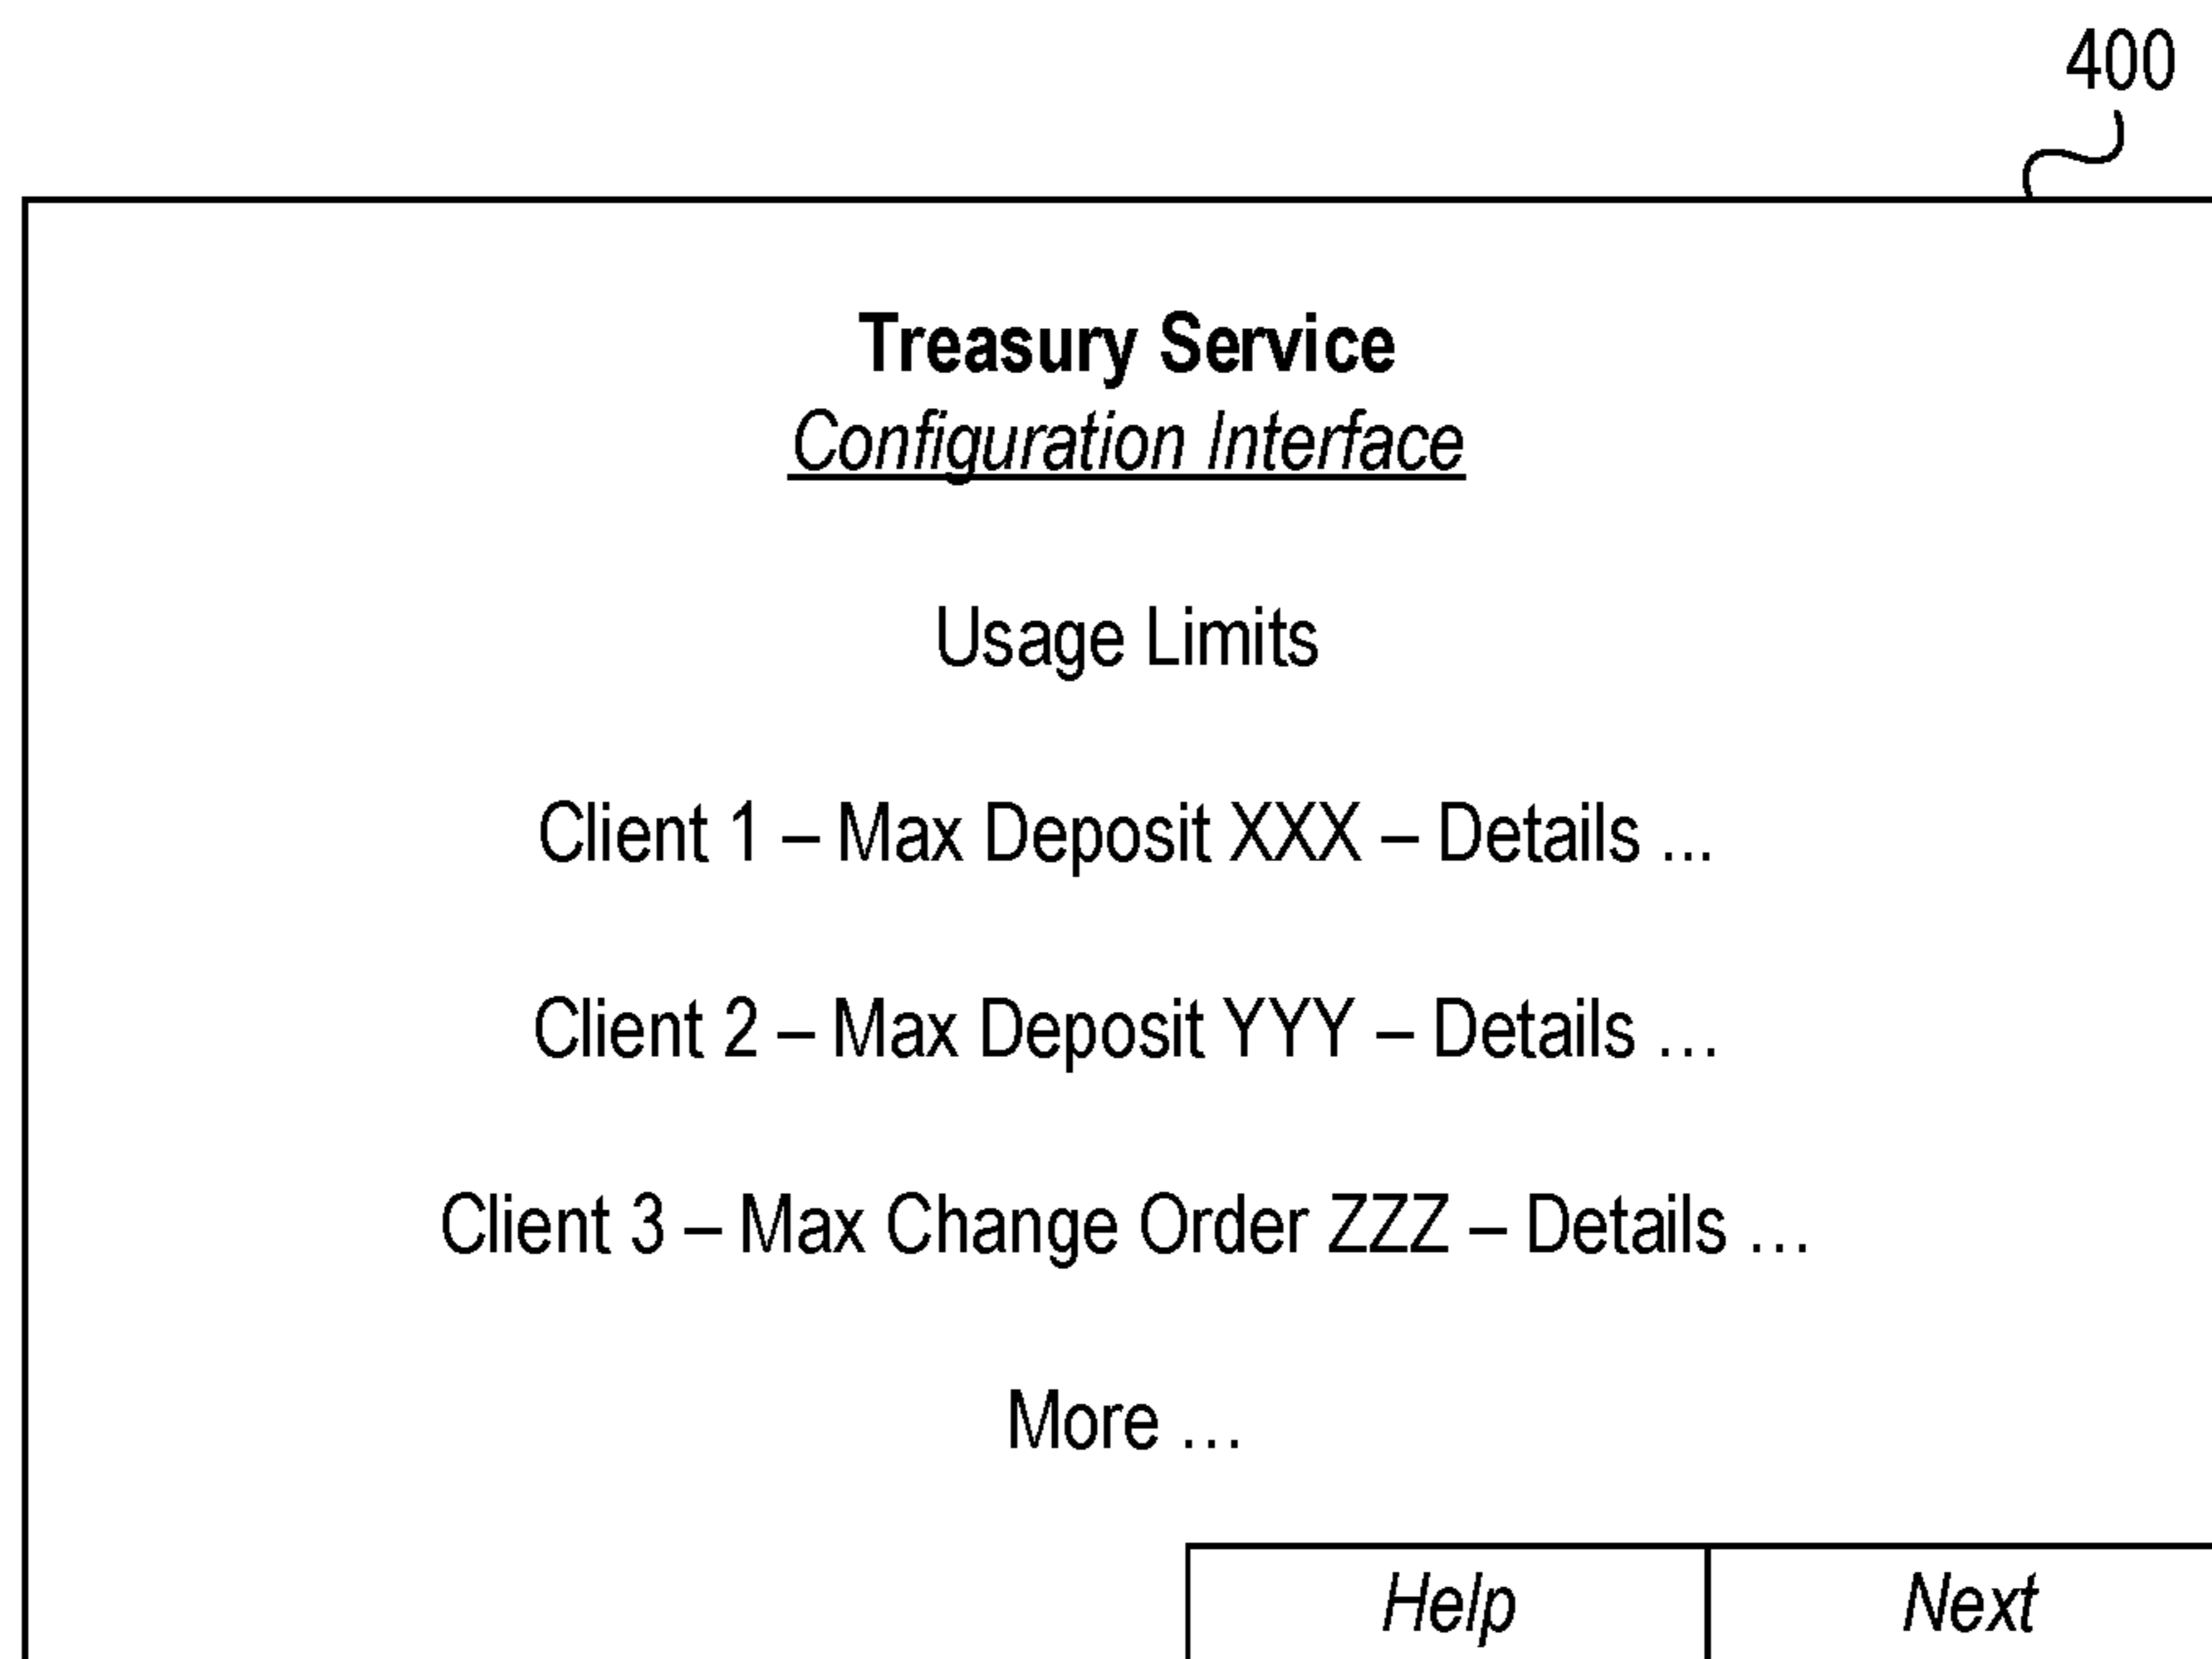 400
Treasury Service
Configuration Interface
Usage Limits
Client 1 – Max Deposit XXX – Details ...
Client 2 – Max Deposit YYY – Details …
Client 3 – Max Change Order ZZZ – Details …
More …
Help Next